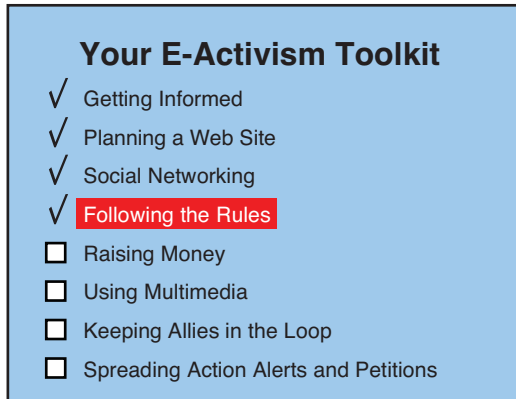 Your E-Activism Toolkit
√ Getting Informed
√ Planning a Web Site
√ Social Networking
√ Following the Rules
Raising Money
Using Multimedia
Keeping Allies in the Loop
Spreading Action Alerts and Petitions